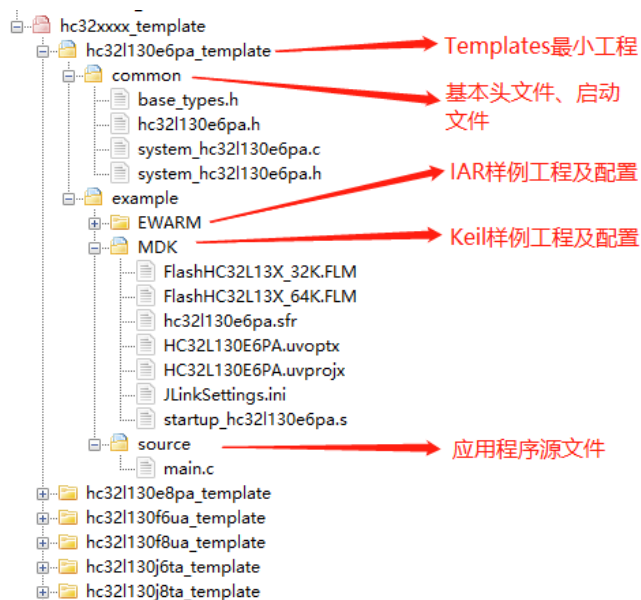 hc32xxxx_template
hc32l130e6pa_template
Templates最小工程
common
基本头文件、启动
文件
base_types.h
hc32l130e6pa.h
system_hc32l130e6pa.c
system_hc32l130e6pa.h
example
IAR样例工程及配置
EWARM
MDK
Keil样例工程及配置
FlashHC32L13X_32K.FLM
FlashHC32L13X_64K.FLM
hc32l130e6pa.sfr
HC32L130E6PA.uvoptx
HC32L130E6PA.uvprojx
JLinkSettings.ini
startup_hc32l130e6pa.s
source
应用程序源文件
main.c
hc32l130e8pa_template
hc32l130f6ua_template
hc32l130f8ua_template
hc32l130j6ta_template
hc32l130j8ta_template